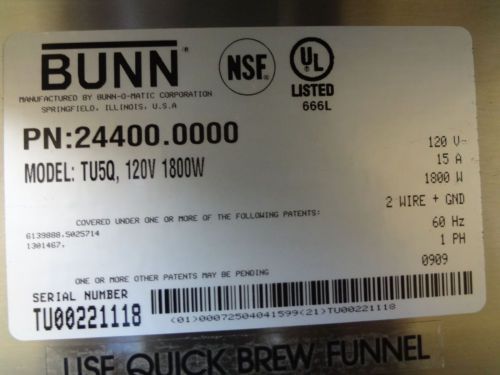 BUNN
MANUFACTURED BY BUNN-O-MATIC CORPORATION
SPRINGFIELD, ILLINOIS, U.S.A
NSF
UL
LISTED
666L
PN:24400.0000
MODEL: TU5Q, 120V 1800W
120 V~
15 A
1800 W
2 WIRE + GND
60 Hz
1 PH
0909
COVERED UNDER ONE OR MORE OF THE FOLLOWING PATENTS:
6139888.5025714
1301467.
ONE OR MORE OTHER PATENTS MAY BE PENDING
SERIAL NUMBER
TU00221118
(01)00072504041599(21)TU00221118
USE QUICK BREW FUNNEL